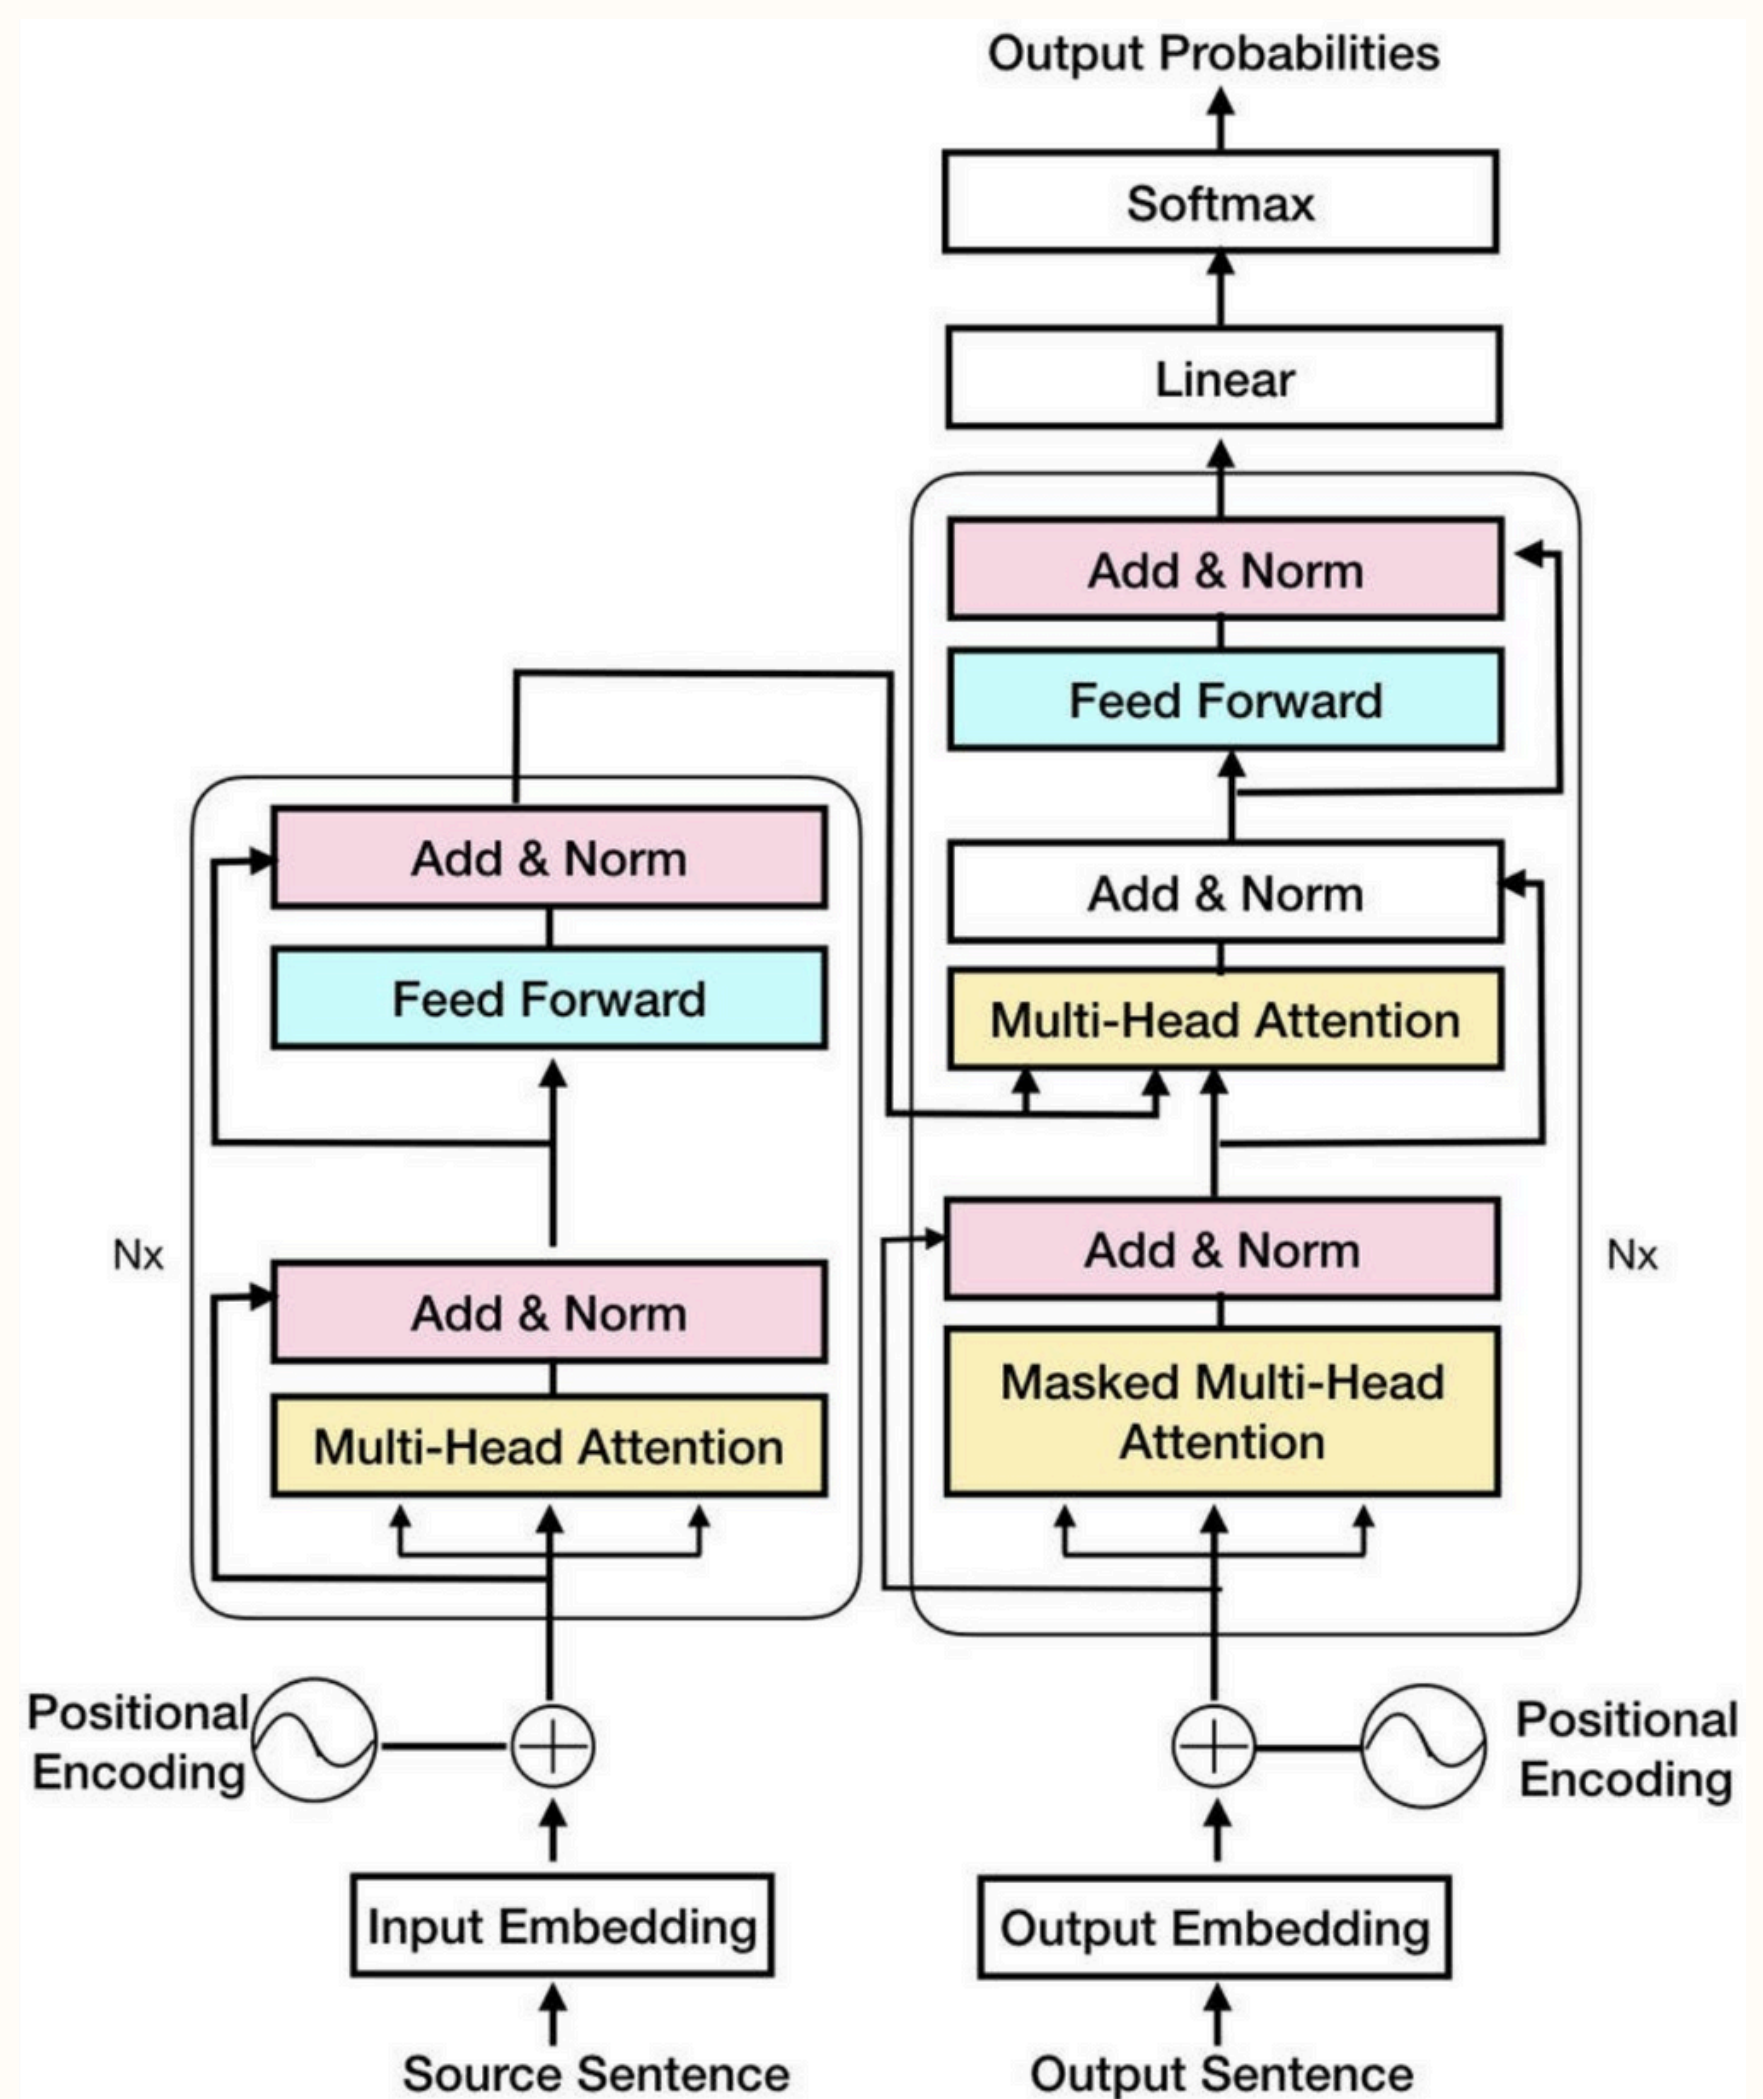 Output Probabilities
Softmax
Linear
Add & Norm
Feed Forward
Add & Norm
Multi-Head Attention
Add & Norm
Masked Multi-Head
Attention
Nx
Add & Norm
Feed Forward
Add & Norm
Multi-Head Attention
Nx
Positional
Encoding
Input Embedding
Source Sentence
Positional
Encoding
Output Embedding
Output Sentence